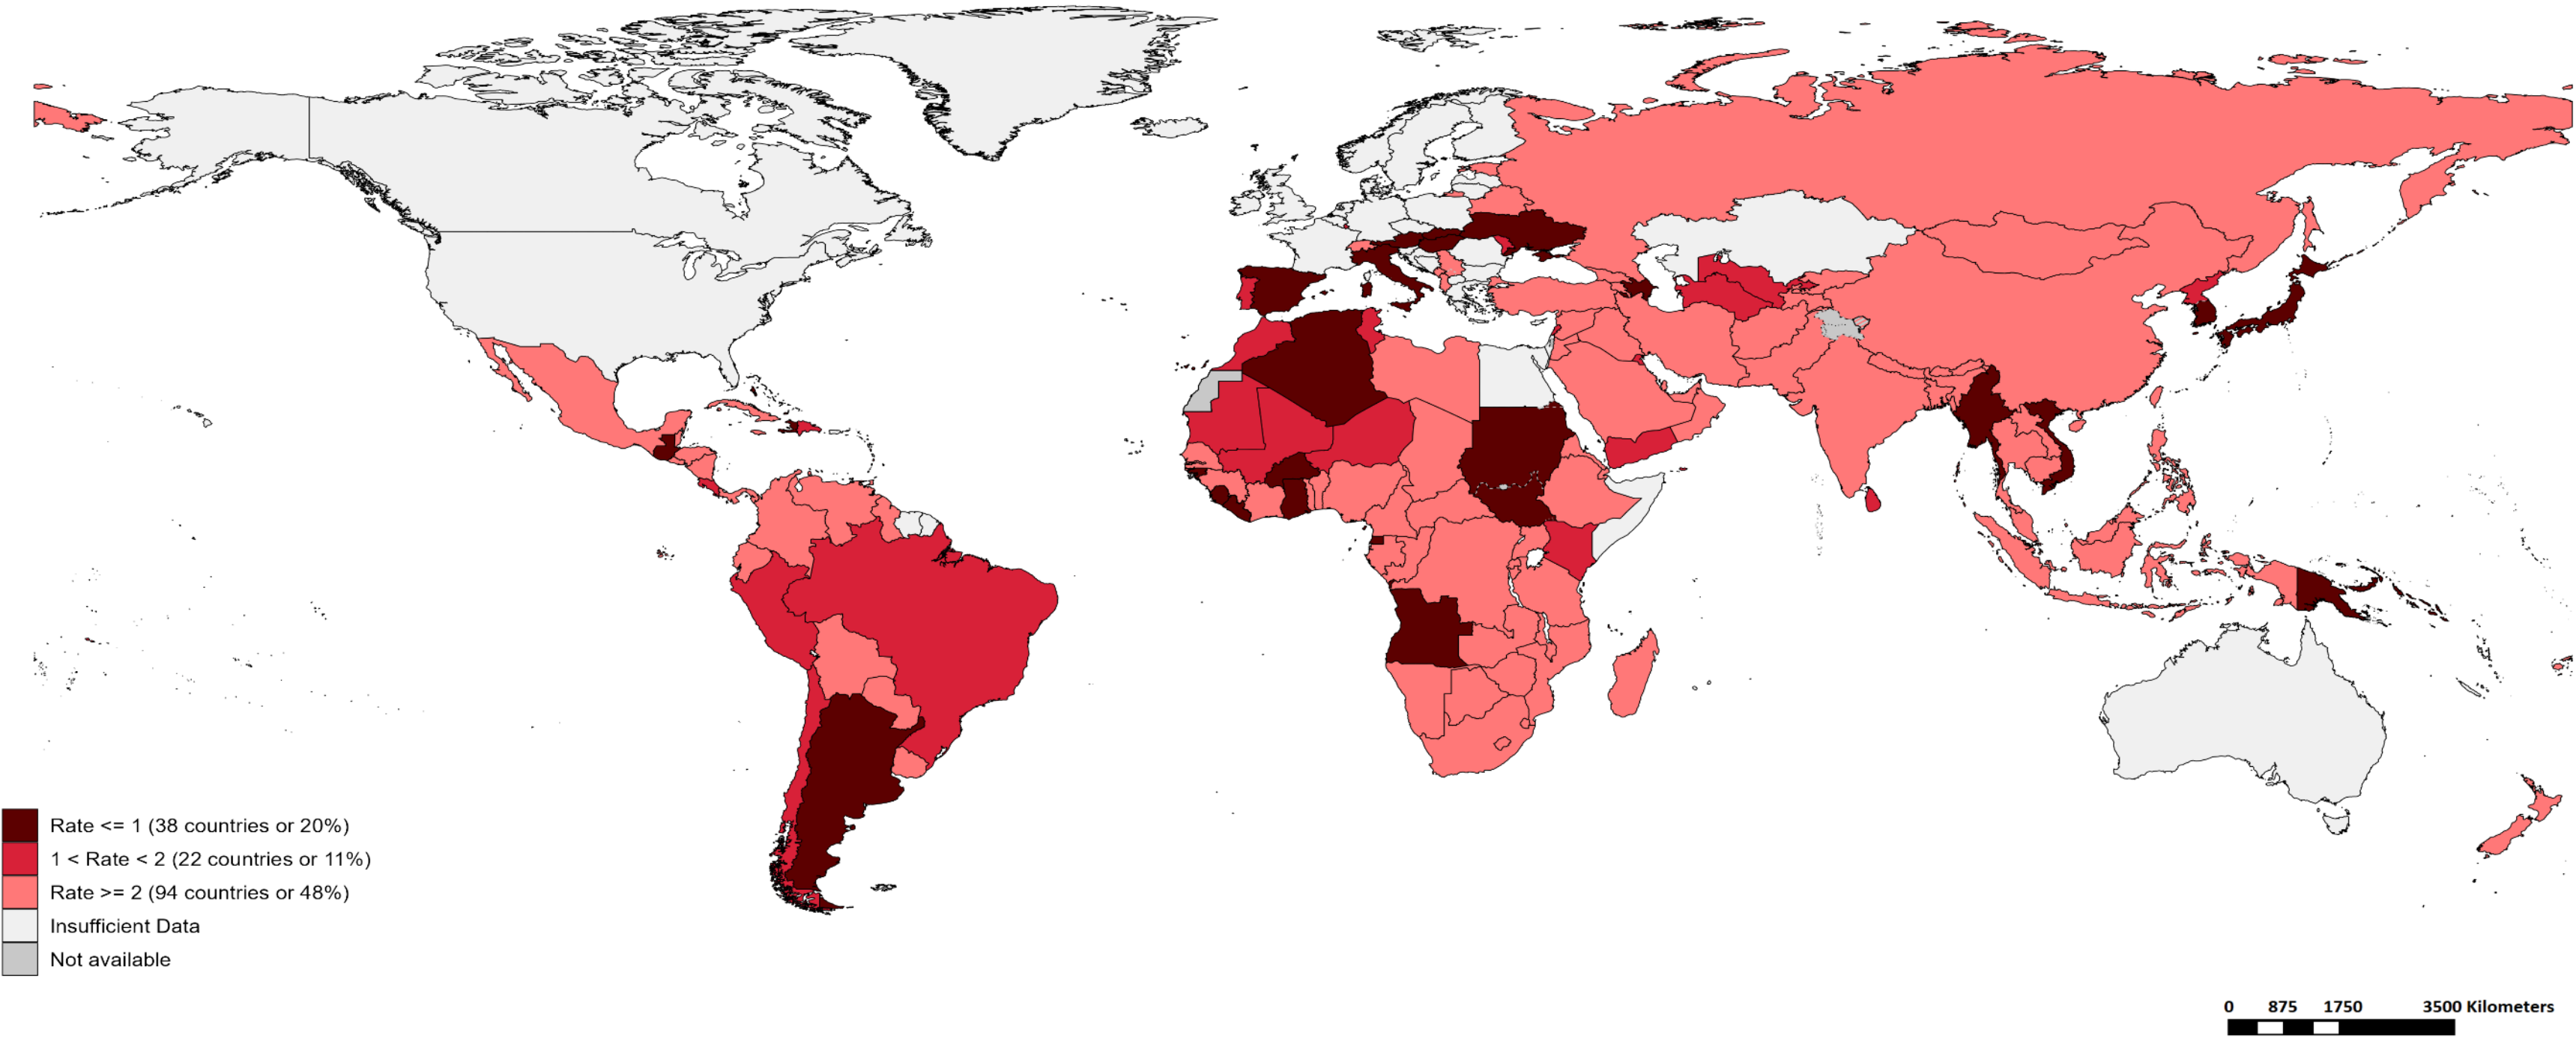 Rate <= 1 (38 countries or 20%)
1 < Rate < 2 (22 countries or 11%)
Rate >= 2 (94 countries or 48%)
Insufficient Data
Not available
0 875 1750 3500 Kilometers